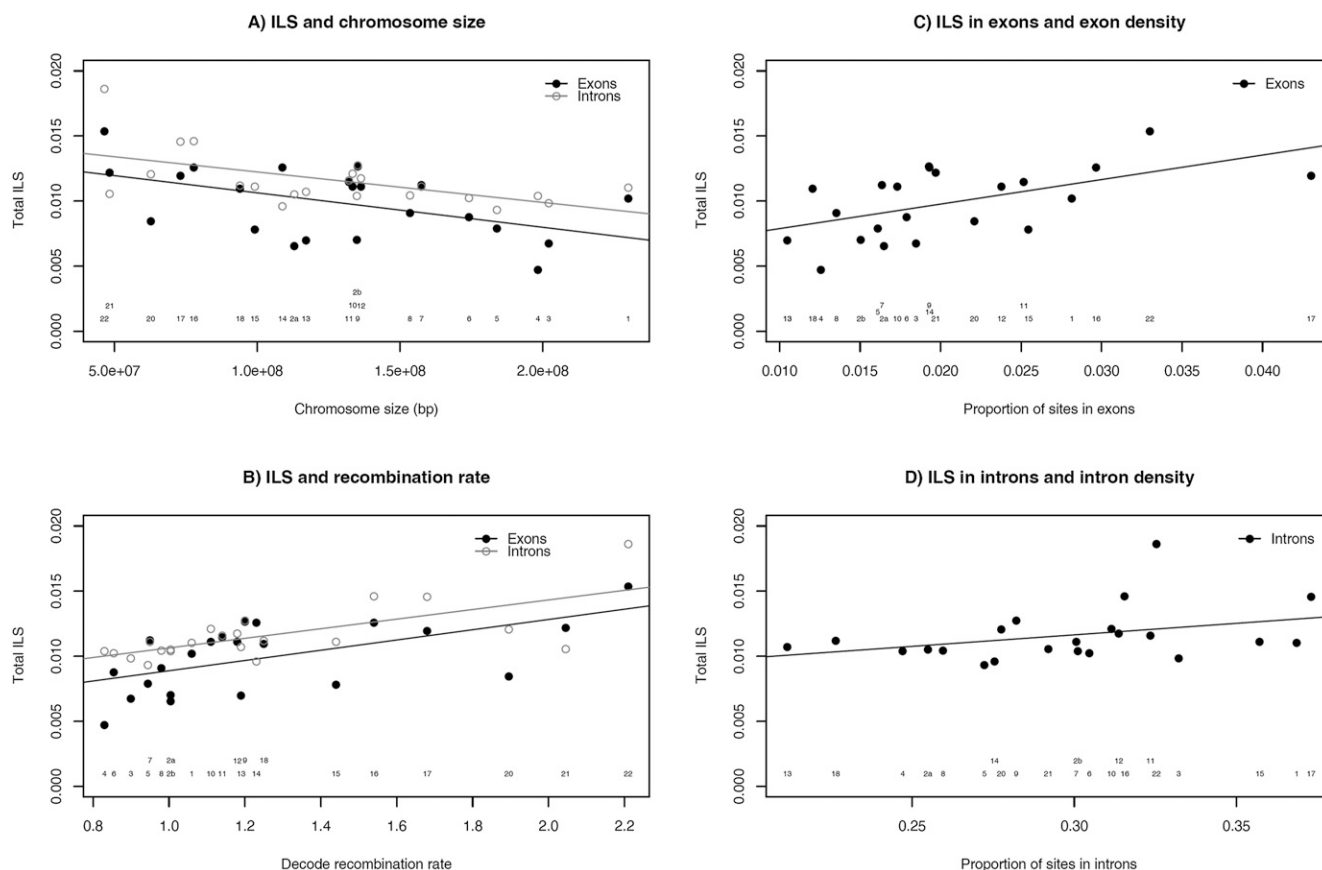 A) ILS and chromosome size
Total ILS
0.020
0.015
0.010
0.005
0.000
Exons
Introns
2b
21 10 12
22 20 17 16 18 15 14 2a 13 11 9 8 7 6 5 4 3 1
5.0e+07 1.0e+08 1.5e+08 2.0e+08
Chromosome size (bp)
C) ILS in exons and exon density
Total ILS
0.020
0.015
0.010
0.005
0.000
Exons
7 9 11
5 14
13 18 4 8 2b 2a 10 6 3 21 20 12 15 1 16 22 17
0.010 0.015 0.020 0.025 0.030 0.035 0.040
Proportion of sites in exons
B) ILS and recombination rate
Total ILS
0.020
0.015
0.010
0.005
0.000
Exons
Introns
7 2a 12 9 18
4 6 3 5 8 2b 1 10 11 13 14 15 16 17 20 21 22
0.8 1.0 1.2 1.4 1.6 1.8 2.0 2.2
Decode recombination rate
D) ILS in introns and intron density
Total ILS
0.020
0.015
0.010
0.005
0.000
Introns
14 2b 12 11
13 18 4 2a 8 5 20 9 21 7 6 10 16 22 3 15 1 17
0.25 0.30 0.35
Proportion of sites in introns